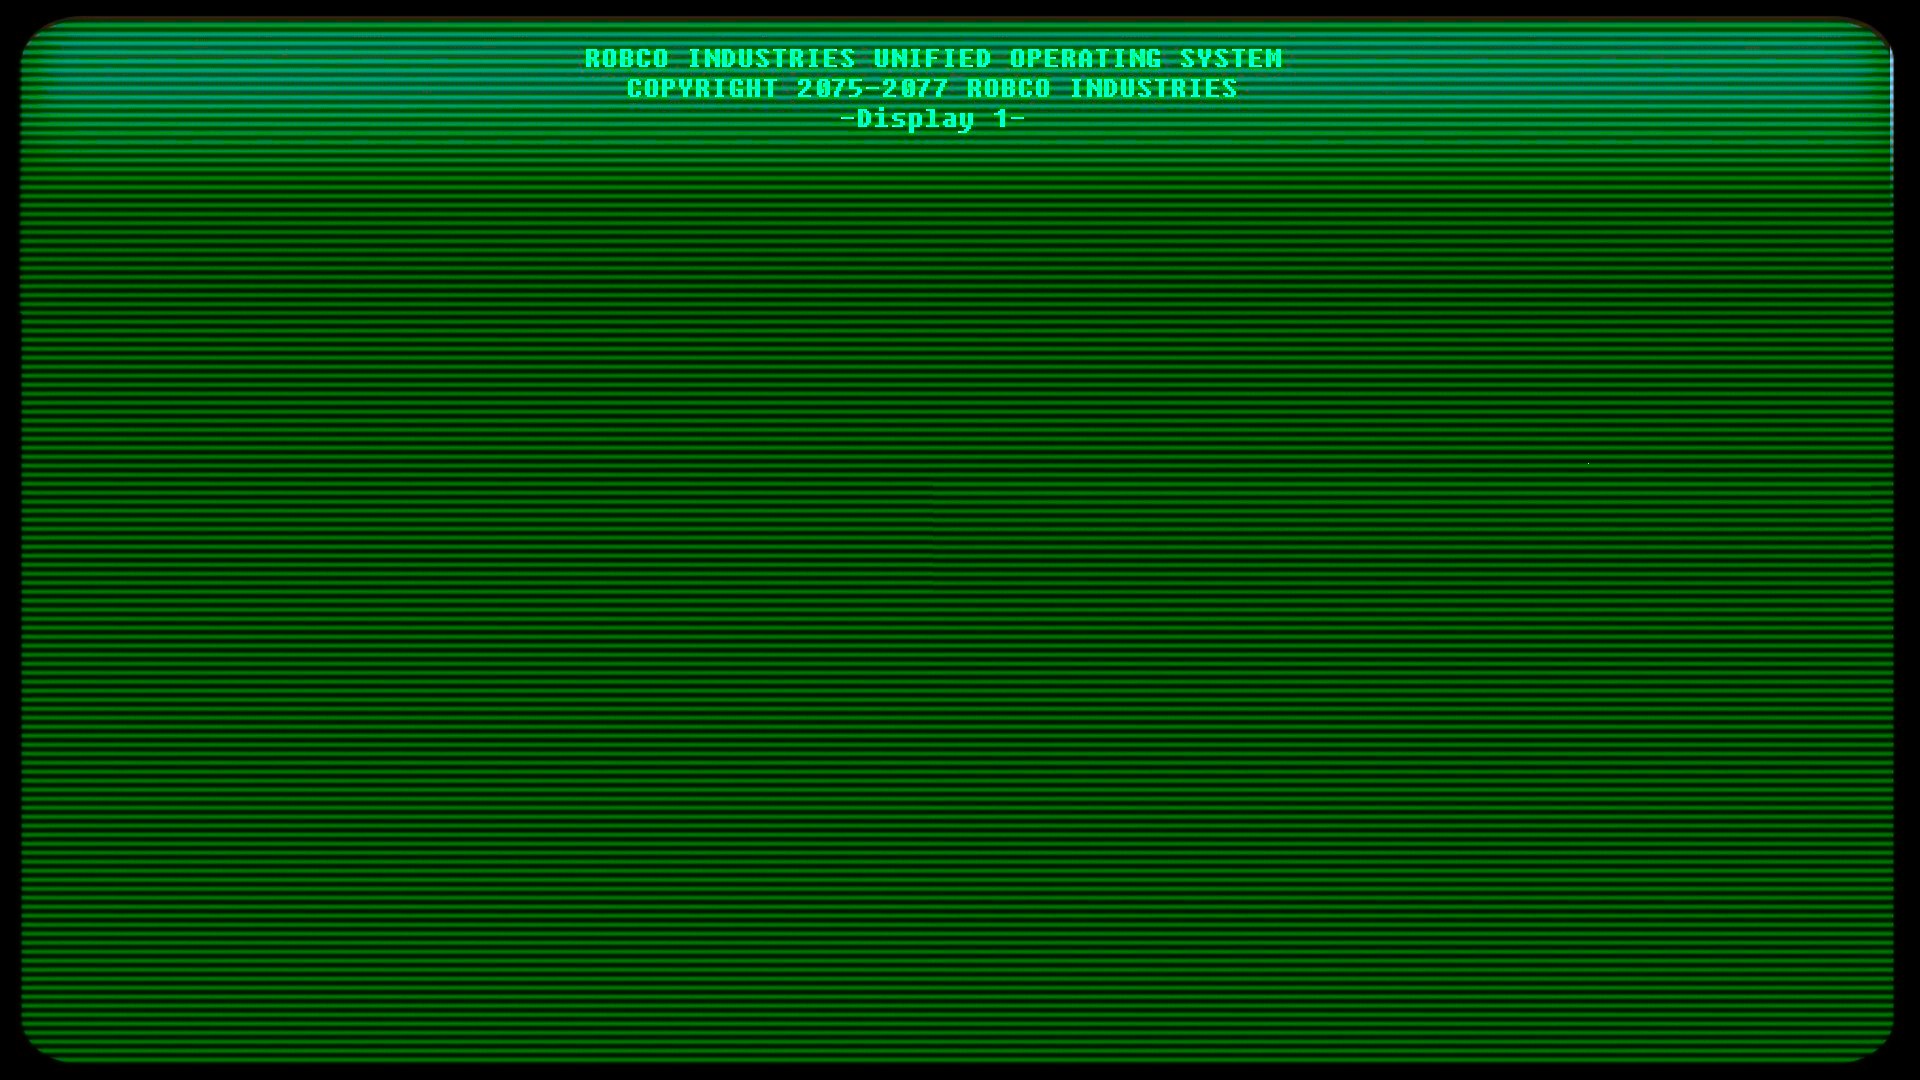 ROBCO INDUSTRIES UNIFIED OPERATING SYSTEM
COPYRIGHT 2075-2077 ROBCO INDUSTRIES
-Display 1-